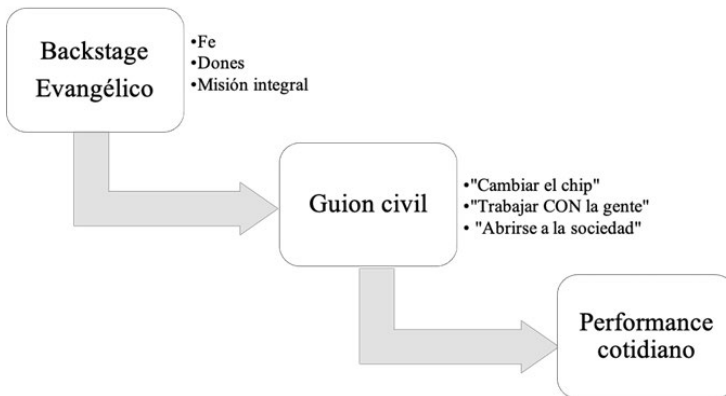 Backstage
Evangélico
•Fe
•Dones
•Misión integral
Guion civil
•"Cambiar el chip"
•"Trabajar CON la gente"
• "Abrirse a la sociedad"
Performance
cotidiano